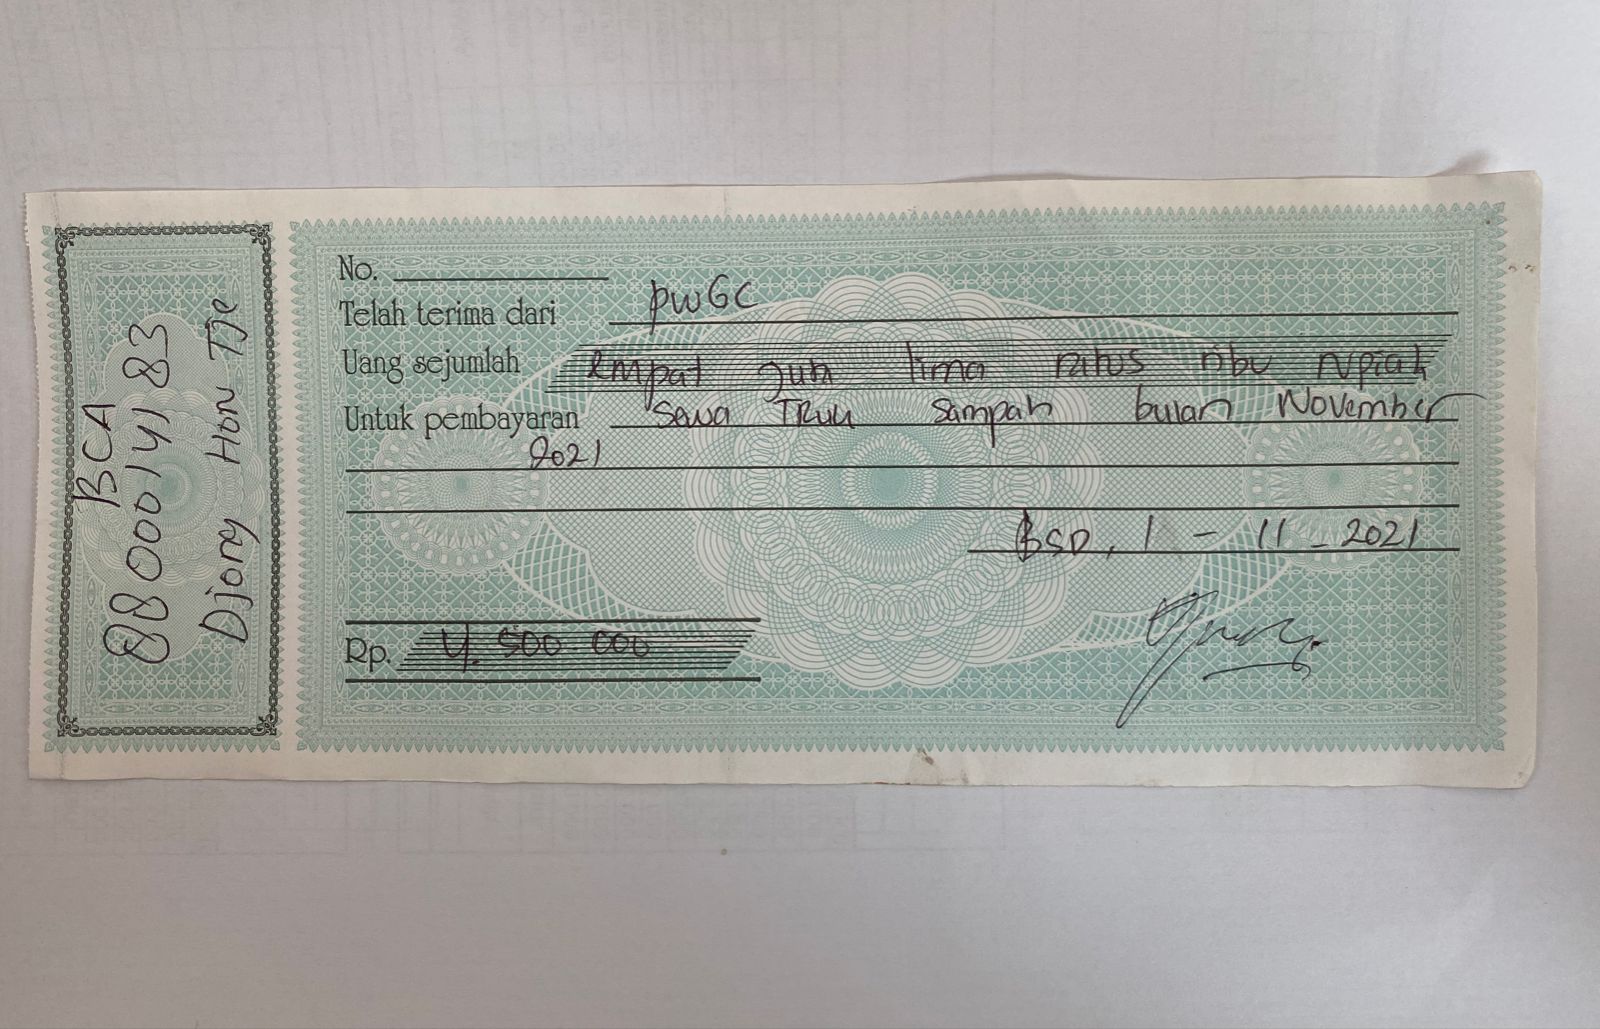 BCA
8800014183
Djong Hon Tje
No.
Telah terima dari PWGC
Uang sejumlah empat juta lima ratus ribu rupiah
Untuk pembayaran sewa TRUK sampah bulan November
2021
BSD, 1 - 11 - 2021
Rp. 4.500.000